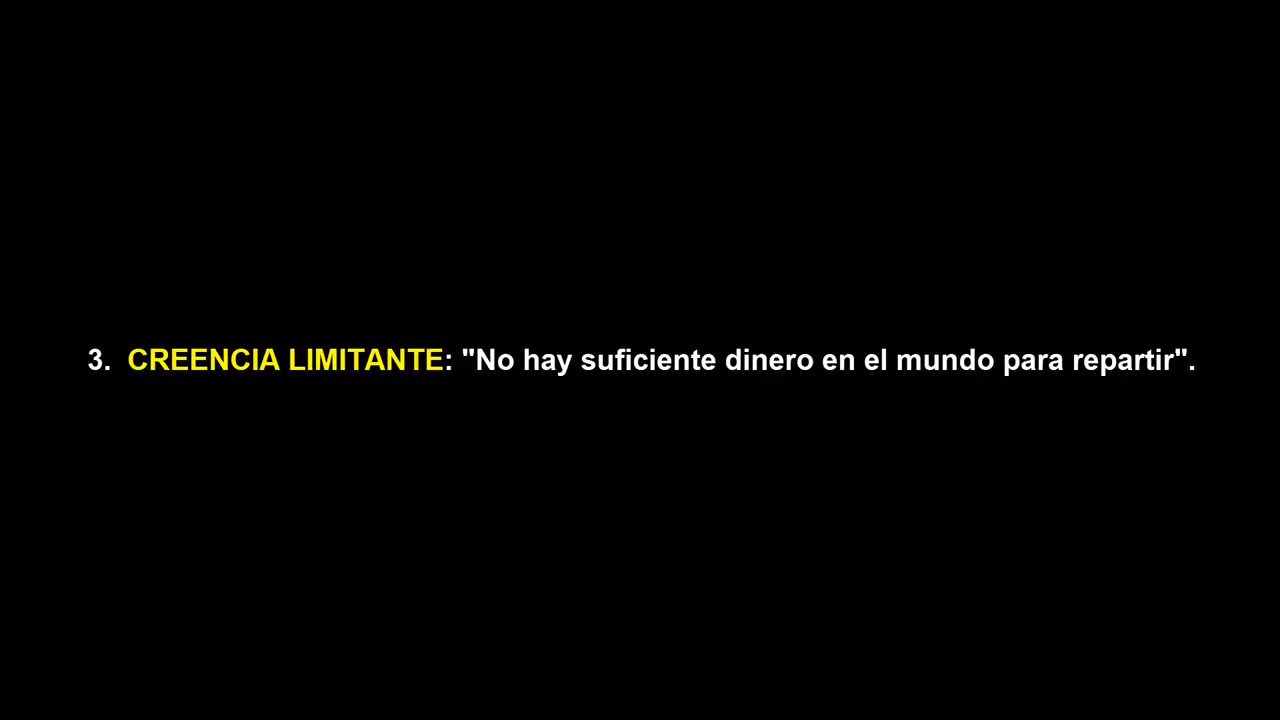 3. CREENCIA LIMITANTE: "No hay suficiente dinero en el mundo para repartir".